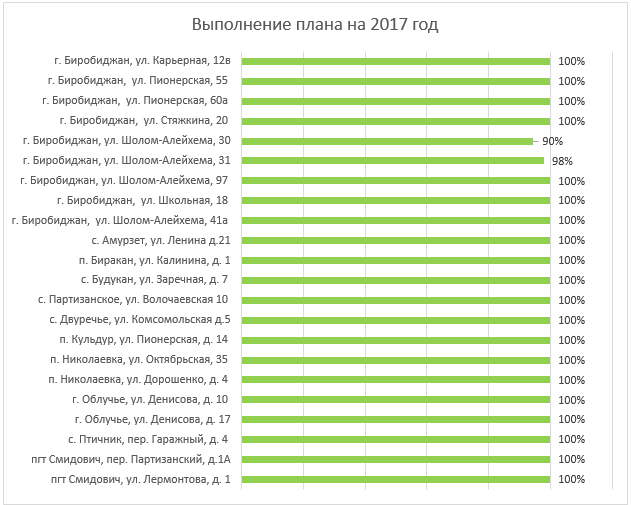 Выполнение плана на 2017 год
г. Биробиджан, ул. Карьерная, 12в 100%
г. Биробиджан, ул. Пионерская, 55 100%
г. Биробиджан, ул. Пионерская, 60а 100%
г. Биробиджан, ул. Стяжкина, 20 100%
г. Биробиджан, ул. Шолом-Алейхема, 30 90%
г. Биробиджан, ул. Шолом-Алейхема, 31 98%
г. Биробиджан, ул. Шолом-Алейхема, 97 100%
г. Биробиджан, ул. Школьная, 18 100%
г. Биробиджан, ул. Шолом-Алейхема, 41а 100%
с. Амурзет, ул. Ленина д.21 100%
п. Биракан, ул. Калинина, д. 1 100%
с. Будукан, ул. Заречная, д. 7 100%
с. Партизанское, ул. Волочаевская 10 100%
с. Двуречье, ул. Комсомольская д.5 100%
п. Кульдур, ул. Пионерская, д. 14 100%
п. Николаевка, ул. Октябрьская, 35 100%
п. Николаевка, ул. Дорошенко, д. 4 100%
г. Облучье, ул. Денисова, д. 10 100%
г. Облучье, ул. Денисова, д. 17 100%
с. Птичник, пер. Гаражный, д. 4 100%
пгт Смидович, пер. Партизанский, д.1А 100%
пгт Смидович, ул. Лермонтова, д. 1 100%